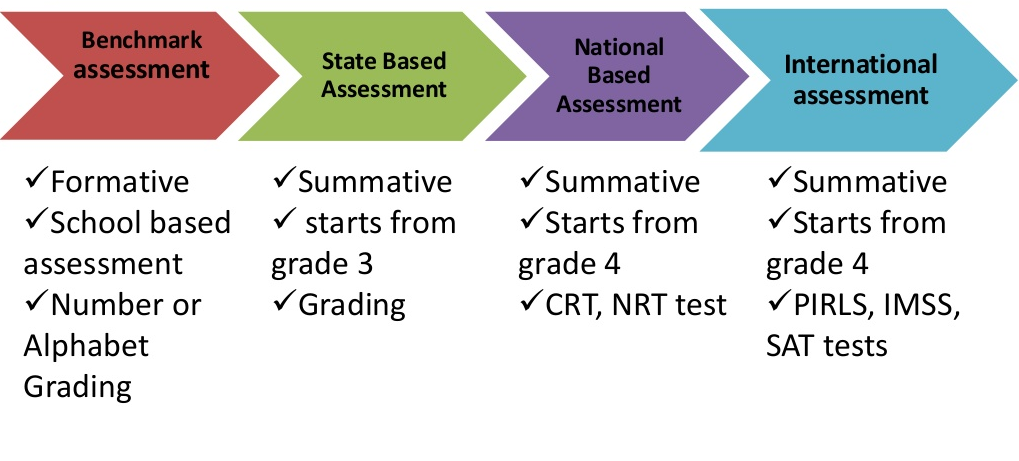 Benchmark
assessment
State Based
Assessment
National
Based
Assessment
International
assessment
✓Formative
✓School based
assessment
✓Number or
Alphabet
Grading
✓Summative
✓ starts from
grade 3
✓Grading
✓Summative
✓Starts from
grade 4
✓CRT, NRT test
✓Summative
✓Starts from
grade 4
✓PIRLS, IMSS,
SAT tests